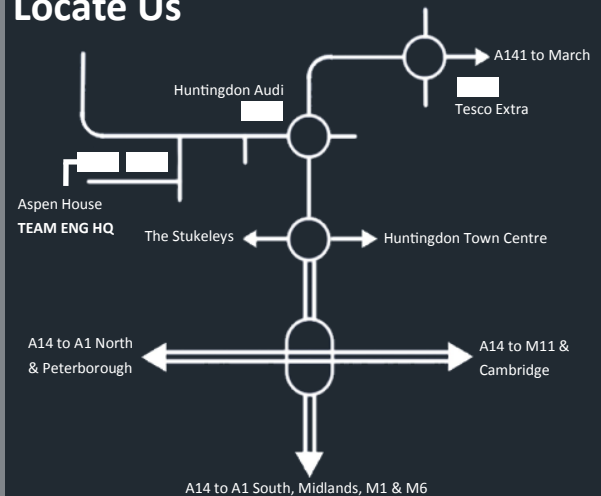 Locate Us
A141 to March
Huntingdon Audi
Tesco Extra
Aspen House
TEAM ENG HQ
The Stukeleys
Huntingdon Town Centre
A14 to A1 North
& Peterborough
A14 to M11 &
Cambridge
A14 to A1 South, Midlands, M1 & M6